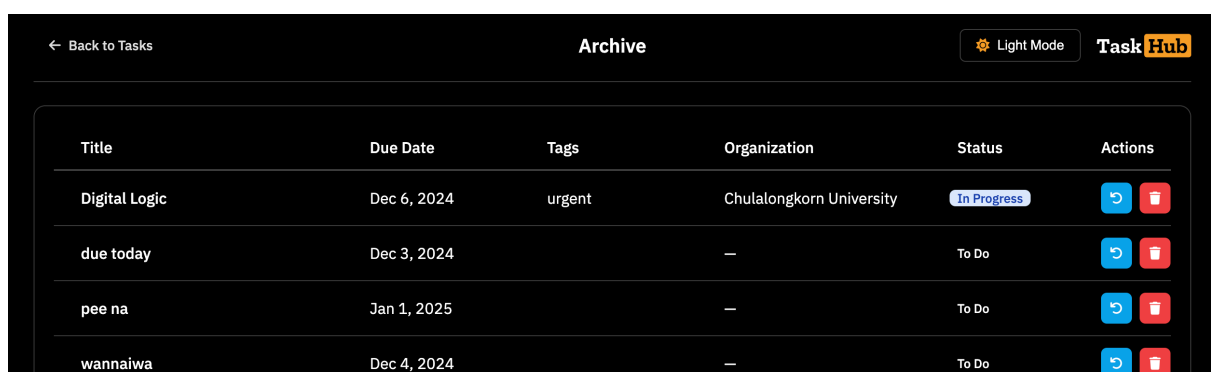 ← Back to Tasks Archive Light Mode Task Hub
Title Due Date Tags Organization Status Actions
Digital Logic Dec 6, 2024 urgent Chulalongkorn University In Progress
due today Dec 3, 2024 — To Do
pee na Jan 1, 2025 — To Do
wannaiwa Dec 4, 2024 — To Do